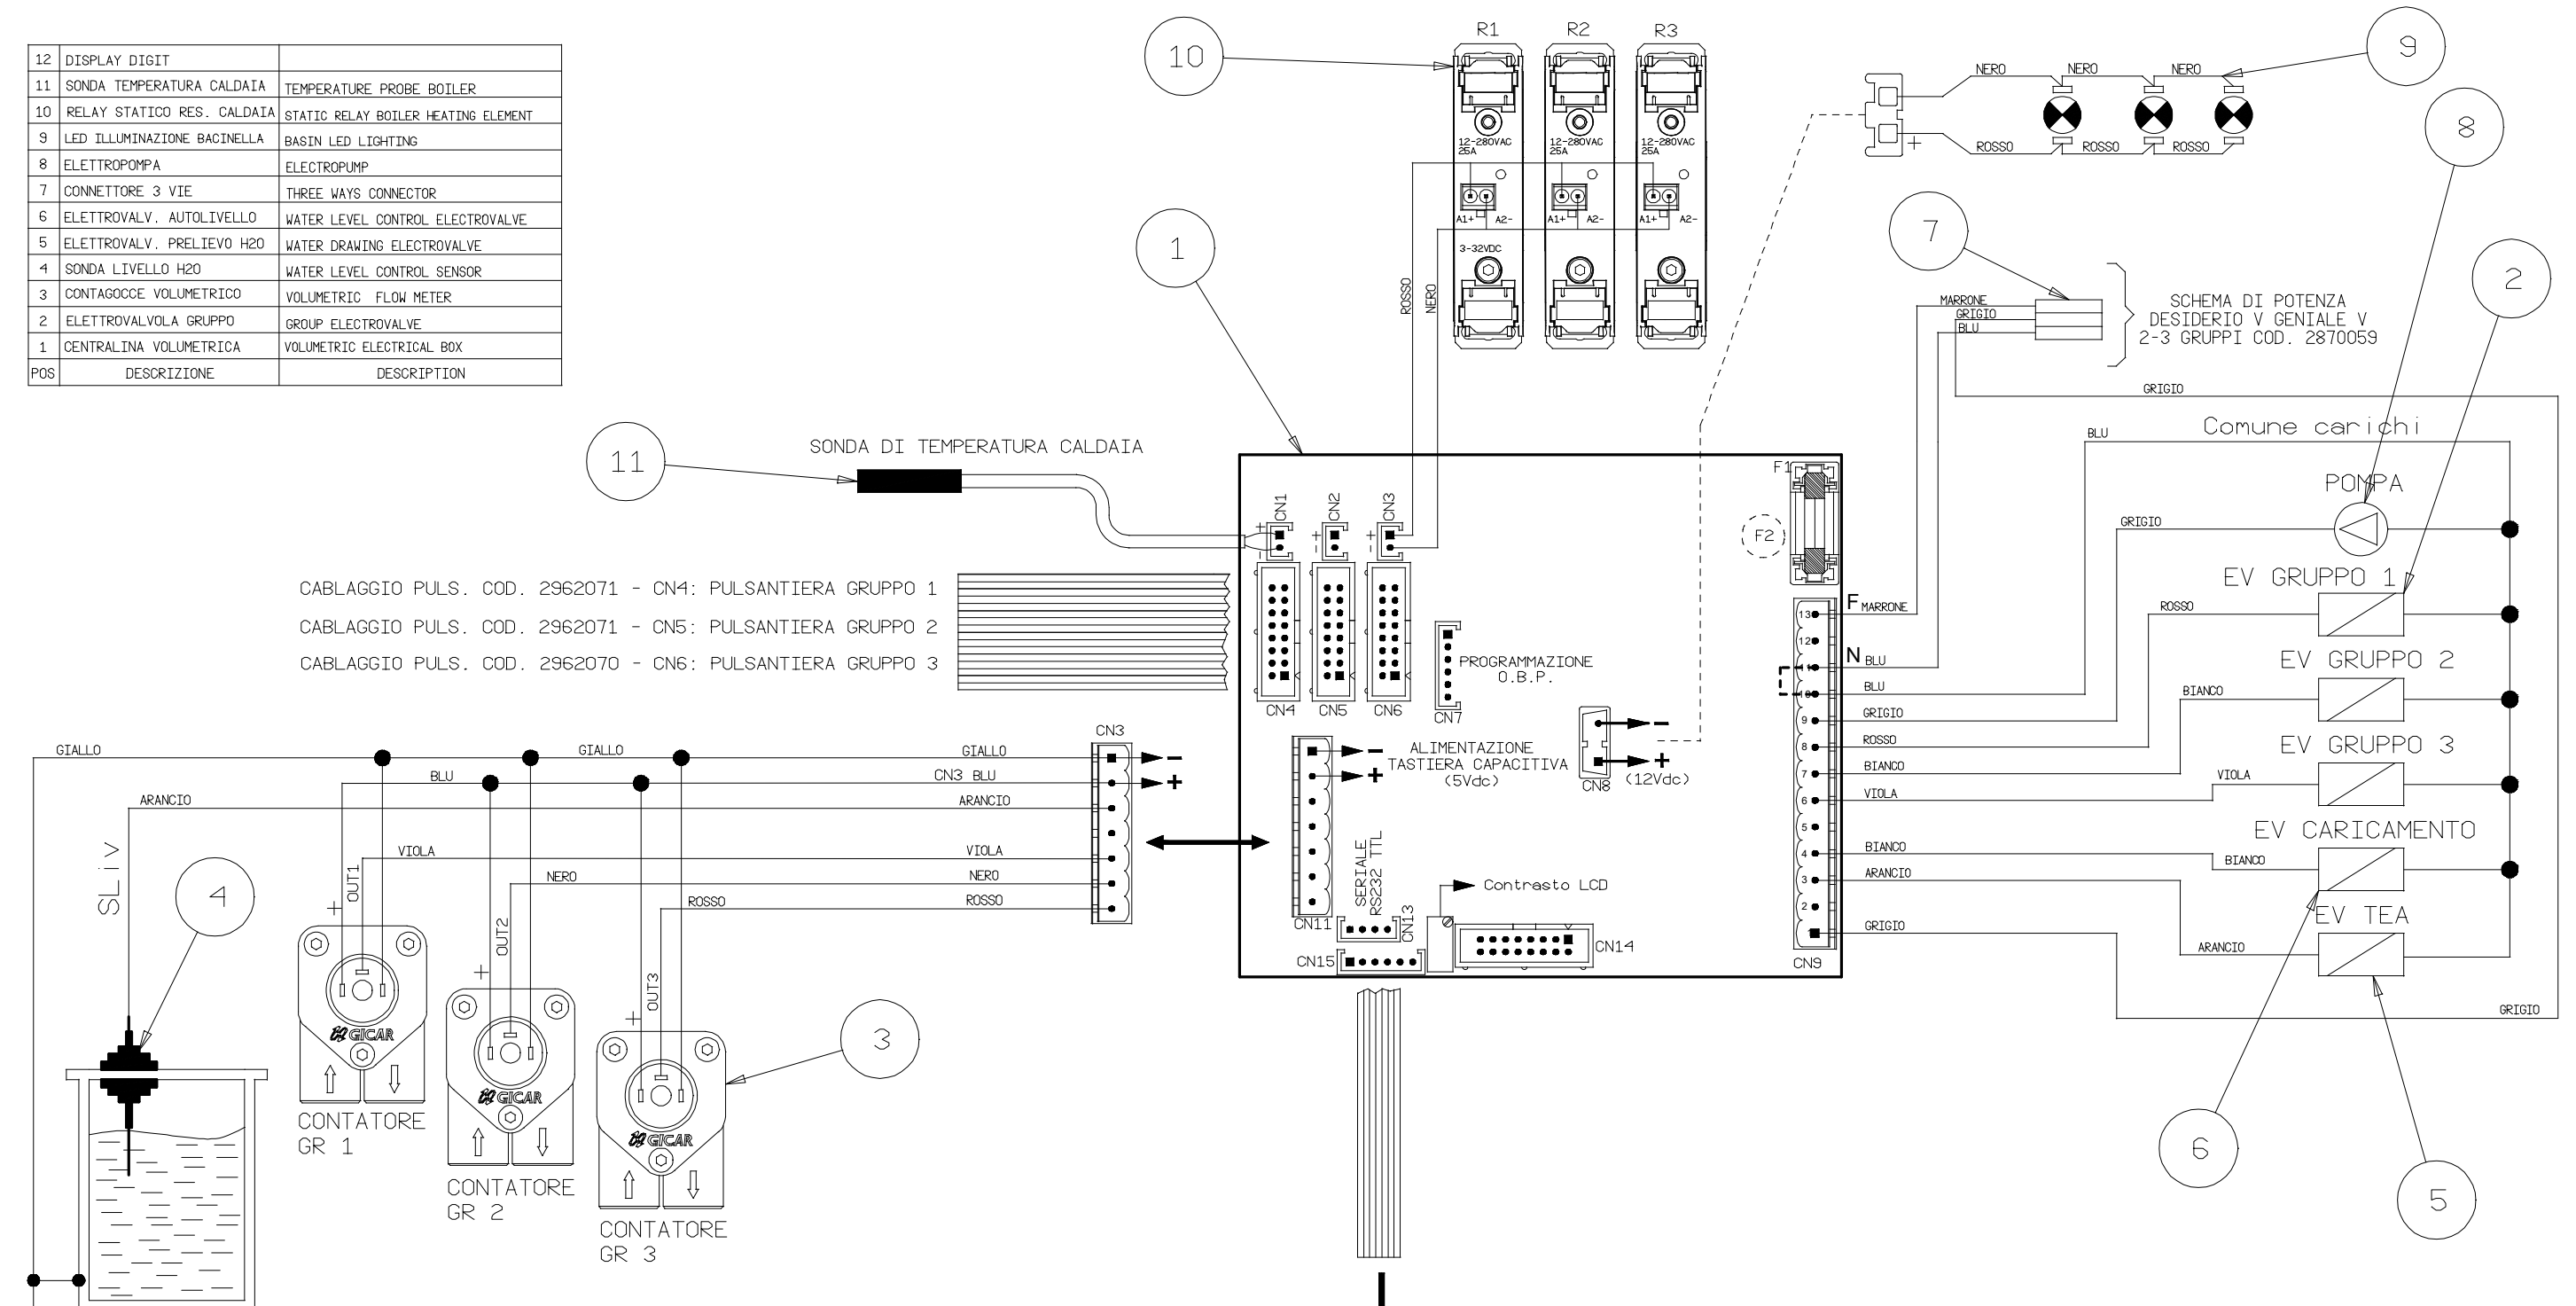 12 DISPLAY DIGIT
11 SONDA TEMPERATURA CALDAIA TEMPERATURE PROBE BOILER
10 RELAY STATICO RES. CALDAIA STATIC RELAY BOILER HEATING ELEMENT
9 LED ILLUMINAZIONE BACINELLA BASIN LED LIGHTING
8 ELETTROPOMPA ELECTROPUMP
7 CONNETTORE 3 VIE THREE WAYS CONNECTOR
6 ELETTROVALV. AUTOLIVELLO WATER LEVEL CONTROL ELECTROVALVE
5 ELETTROVALV. PRELIEVO H2O WATER DRAWING ELECTROVALVE
4 SONDA LIVELLO H2O WATER LEVEL CONTROL SENSOR
3 CONTAGOCCE VOLUMETRICO VOLUMETRIC FLOW METER
2 ELETTROVALVOLA GRUPPO GROUP ELECTROVALVE
1 CENTRALINA VOLUMETRICA VOLUMETRIC ELECTRICAL BOX
POS DESCRIZIONE DESCRIPTION
10
R1 R2 R3
12-280VAC 12-280VAC 12-280VAC
25A 25A 25A
A1+ A2- A1+ A2- A1+ A2-
3-32VDC
ROSSO
NERO
NERO NERO NERO
+ ROSSO ROSSO ROSSO
9
8
7
2
1
MARRONE
GRIGIO
BLU
SCHEMA DI POTENZA
DESIDERIO V GENIALE V
2-3 GRUPPI COD. 2870059
GRIGIO
BLU
Comune carichi
11
SONDA DI TEMPERATURA CALDAIA
CABLAGGIO PULS. COD. 2962071 - CN4: PULSANTIERA GRUPPO 1
CABLAGGIO PULS. COD. 2962071 - CN5: PULSANTIERA GRUPPO 2
CABLAGGIO PULS. COD. 2962070 - CN6: PULSANTIERA GRUPPO 3
+ - CN1
+ - CN2
+ - CN3
CN4 CN5 CN6
CN7
PROGRAMMAZIONE
O.B.P.
F1
F2
POMPA
GRIGIO
EV GRUPPO 1
ROSSO
EV GRUPPO 2
BIANCO
EV GRUPPO 3
VIOLA
EV CARICAMENTO
BIANCO
EV TEA
ARANCIO
GRIGIO
13 F MARRONE
12
11 N BLU
10 BLU
9 GRIGIO
8 ROSSO
7 BIANCO
6 VIOLA
5
4 BIANCO
3 ARANCIO
2
1 GRIGIO
CN9
CN3
GIALLO GIALLO GIALLO -
BLU CN3 BLU +
ARANCIO ARANCIO
VIOLA VIOLA
NERO NERO
ROSSO ROSSO
- ALIMENTAZIONE
+ TASTIERA CAPACITIVA
(5Vdc)
CN11
-
+
CN8 (12Vdc)
SERIALE
RS232 TTL
CN13
Contrasto LCD
CN14
CN15
SLiv
4
+ OUT1
+ OUT2
+ OUT3
GICAR
CONTATORE
GR 1
GICAR
CONTATORE
GR 2
GICAR
CONTATORE
GR 3
3
6
5